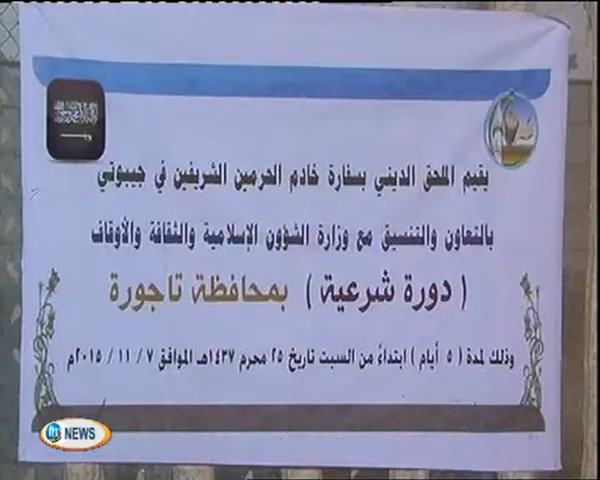 يقيم الملحق الديني بسفارة خادم الحرمين الشريفين في جيبوتي
بالتعاون والتنسيق مع وزارة الشؤون الإسلامية والثقافة والأوقاف
( دورة شرعية ) بمحافظة تاجورة
وذلك لمدة ( ٥ أيام ) ابتداءً من السبت تاريخ ٢٥ محرم ١٤٣٧هـ الموافق ٧ / ١١ / ٢٠١٥م
NEWS